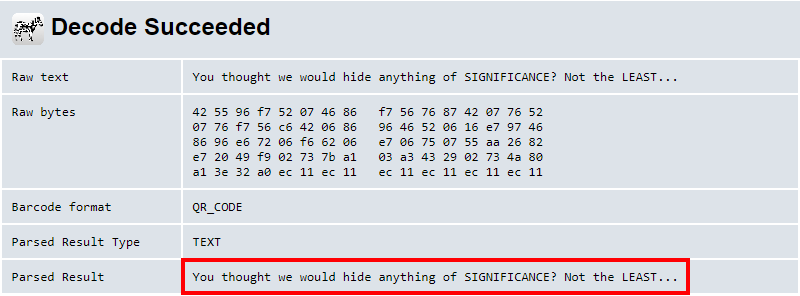 Decode Succeeded
Raw text You thought we would hide anything of SIGNIFICANCE? Not the LEAST...
Raw bytes 42 55 96 f7 52 07 46 86 f7 56 76 87 42 07 76 52
07 76 f7 56 c6 42 06 86 96 46 52 06 16 e7 97 46
86 96 e6 72 06 f6 62 06 e7 06 75 07 55 aa 26 82
e7 20 49 f9 02 73 7b a1 03 a3 43 29 02 73 4a 80
a1 3e 32 a0 ec 11 ec 11 ec 11 ec 11 ec 11 ec 11
Barcode format QR_CODE
Parsed Result Type TEXT
Parsed Result You thought we would hide anything of SIGNIFICANCE? Not the LEAST...